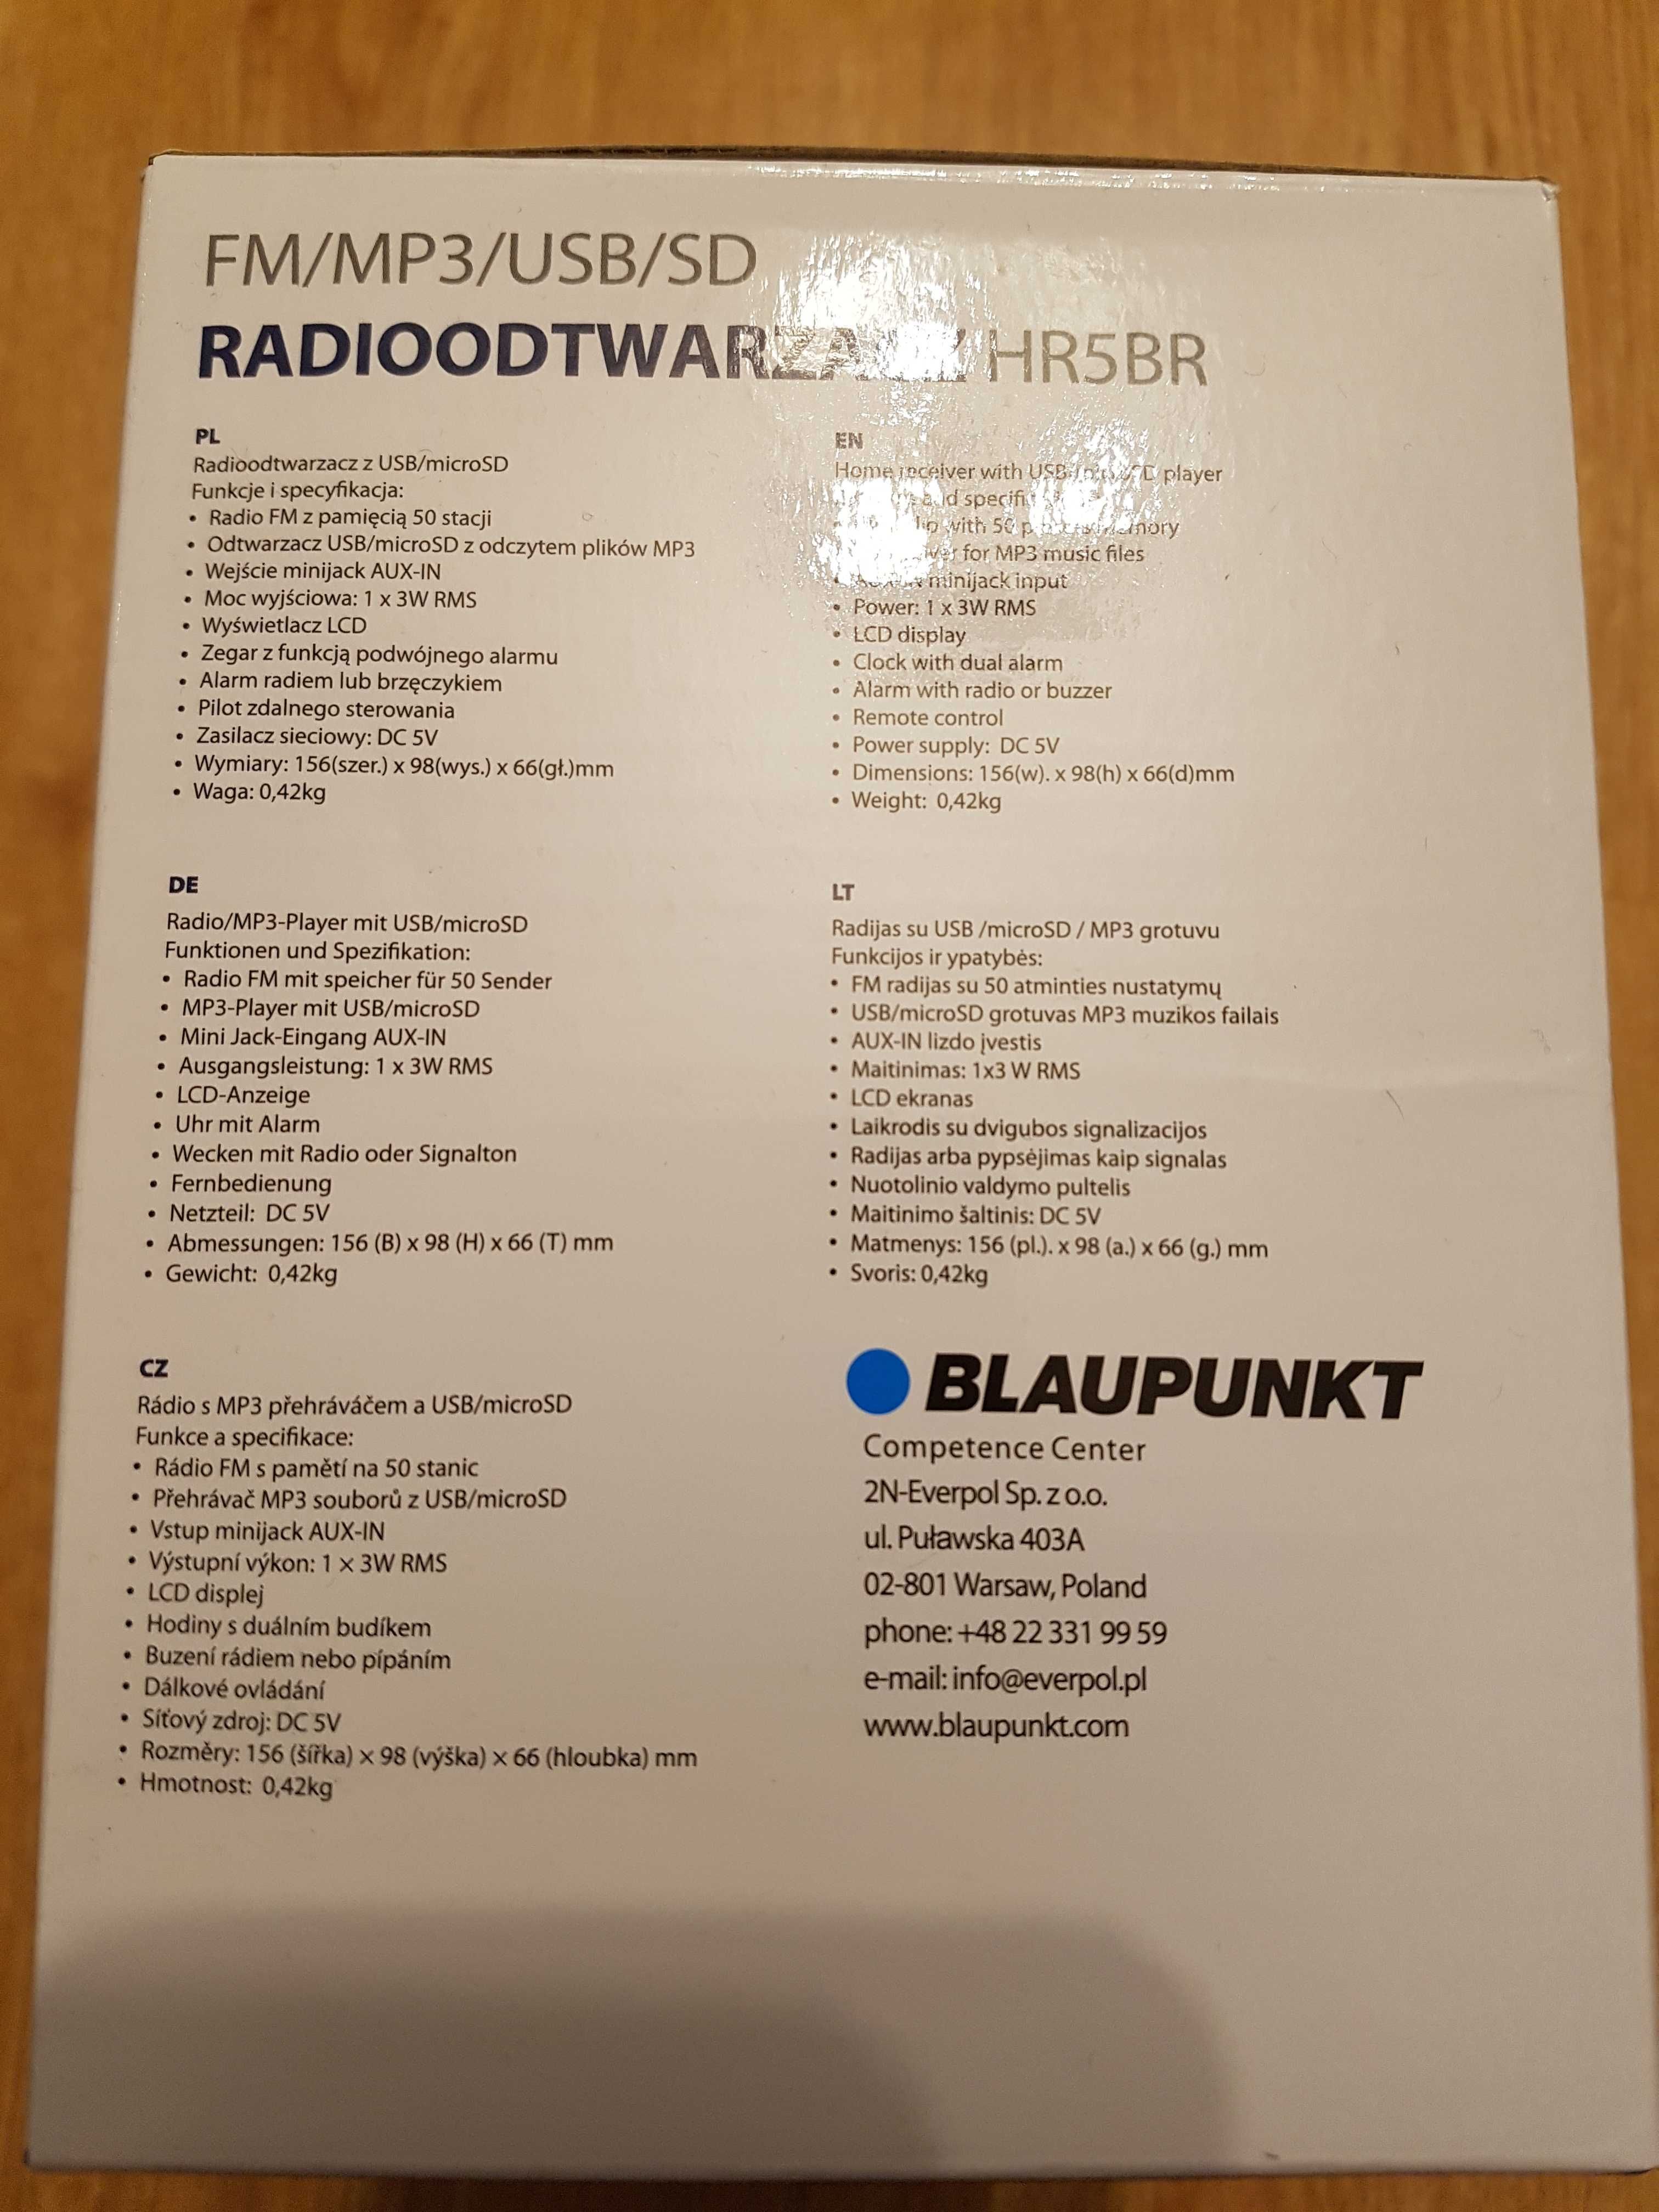 FM/MP3/USB/SD
RADIOODTWARZACZ HR5BR
PL
Radioodtwarzacz z USB/microSD
Funkcje i specyfikacja:
• Radio FM z pamięcią 50 stacji
• Odtwarzacz USB/microSD z odczytem plików MP3
• Wejście minijack AUX-IN
• Moc wyjściowa: 1 x 3W RMS
• Wyświetlacz LCD
• Zegar z funkcją podwójnego alarmu
• Alarm radiem lub brzęczykiem
• Pilot zdalnego sterowania
• Zasilacz sieciowy: DC 5V
• Wymiary: 156(szer.) x 98(wys.) x 66(gł.)mm
• Waga: 0,42kg
EN
Home receiver with USB/microSD player
and
• with 50 memory
for MP3 music files
• AUX-IN minijack input
• Power: 1 x 3W RMS
• LCD display
• Clock with dual alarm
• Alarm with radio or buzzer
• Remote control
• Power supply: DC 5V
• Dimensions: 156(w). x 98(h) x 66(d)mm
• Weight: 0,42kg
DE
Radio/MP3-Player mit USB/microSD
Funktionen und Spezifikation:
• Radio FM mit speicher für 50 Sender
• MP3-Player mit USB/microSD
• Mini Jack-Eingang AUX-IN
• Ausgangsleistung: 1 x 3W RMS
• LCD-Anzeige
• Uhr mit Alarm
• Wecken mit Radio oder Signalton
• Fernbedienung
• Netzteil: DC 5V
• Abmessungen: 156 (B) x 98 (H) x 66 (T) mm
• Gewicht: 0,42kg
LT
Radijas su USB /microSD / MP3 grotuvu
Funkcijos ir ypatybės:
• FM radijas su 50 atminties nustatymų
• USB/microSD grotuvas MP3 muzikos failais
• AUX-IN lizdo įvestis
• Maitinimas: 1x3 W RMS
• LCD ekranas
• Laikrodis su dvigubos signalizacijos
• Radijas arba pypsėjimas kaip signalas
• Nuotolinio valdymo pultelis
• Maitinimo šaltinis: DC 5V
• Matmenys: 156 (pl.). x 98 (a.) x 66 (g.) mm
• Svoris: 0,42kg
CZ
Rádio s MP3 přehráváčem a USB/microSD
Funkce a specifikace:
• Rádio FM s pamětí na 50 stanic
• Přehrávač MP3 souborů z USB/microSD
• Vstup minijack AUX-IN
• Výstupní výkon: 1 × 3W RMS
• LCD displej
• Hodiny s duálním budíkem
• Buzení rádiem nebo pípáním
• Dálkové ovládání
• Síťový zdroj: DC 5V
• Rozměry: 156 (šířka) × 98 (výška) × 66 (hloubka) mm
• Hmotnost: 0,42kg
BLAUPUNKT
Competence Center
2N-Everpol Sp. z o.o.
ul. Puławska 403A
02-801 Warsaw, Poland
phone: +48 22 331 99 59
e-mail: info@everpol.pl
www.blaupunkt.com